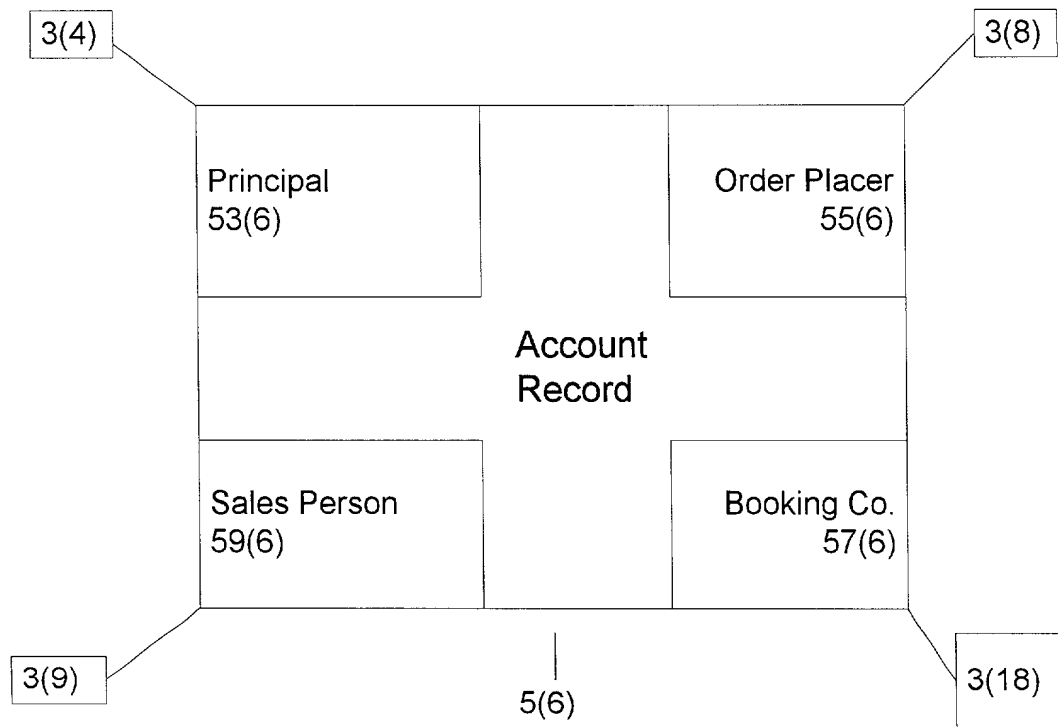 3(4)
3(8)
Principal
53(6)
Order Placer
55(6)
Account
Record
Sales Person
59(6)
Booking Co.
57(6)
3(9)
5(6)
3(18)